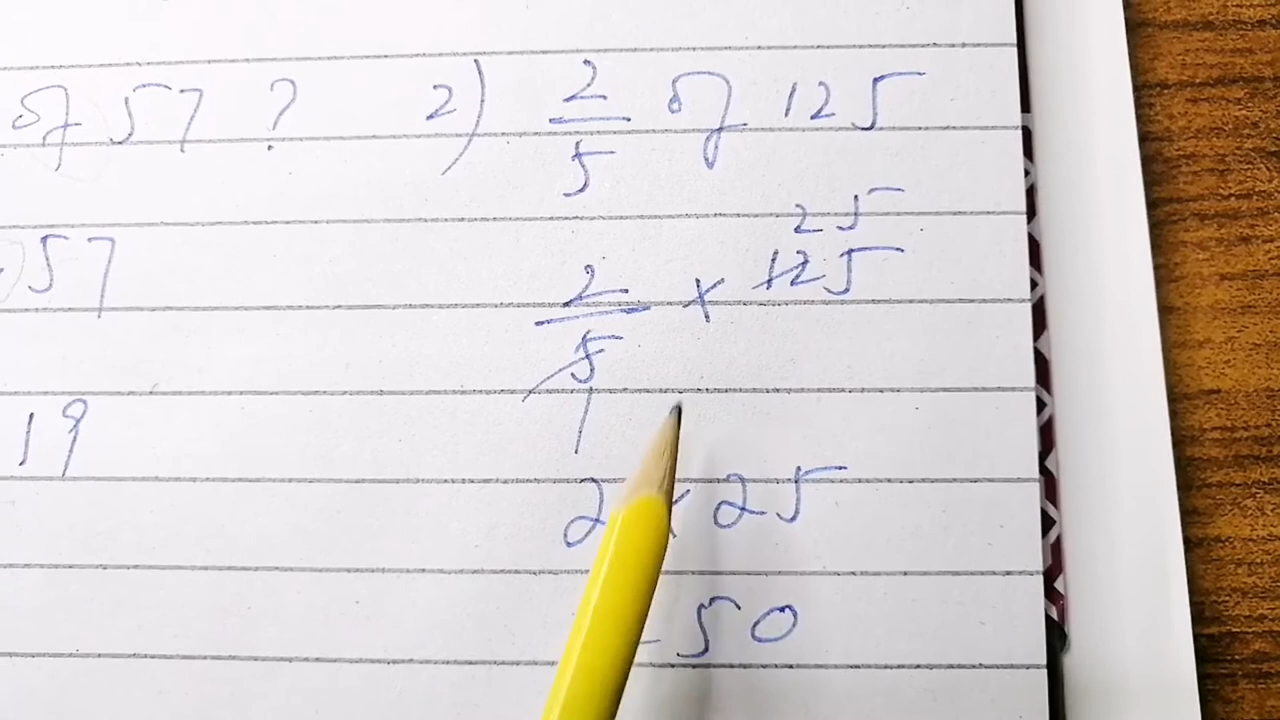 of 57 ? 2) 2/5 of 125
25
57 2/5 × 125
1
19 2 × 25
= 50